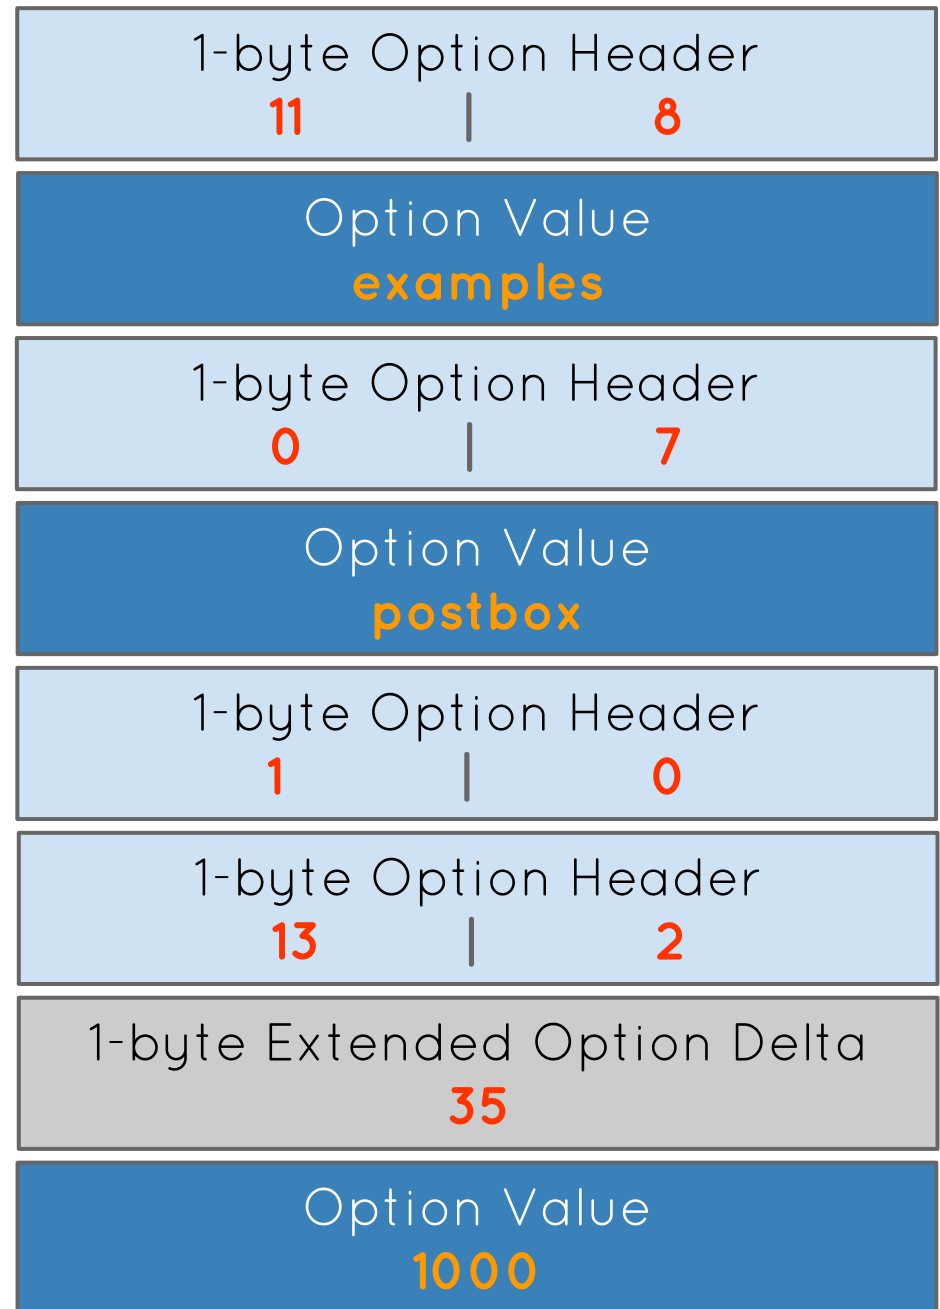 1-byte Option Header
11 | 8
Option Value
examples
1-byte Option Header
0 | 7
Option Value
postbox
1-byte Option Header
1 | 0
1-byte Option Header
13 | 2
1-byte Extended Option Delta
35
Option Value
1000